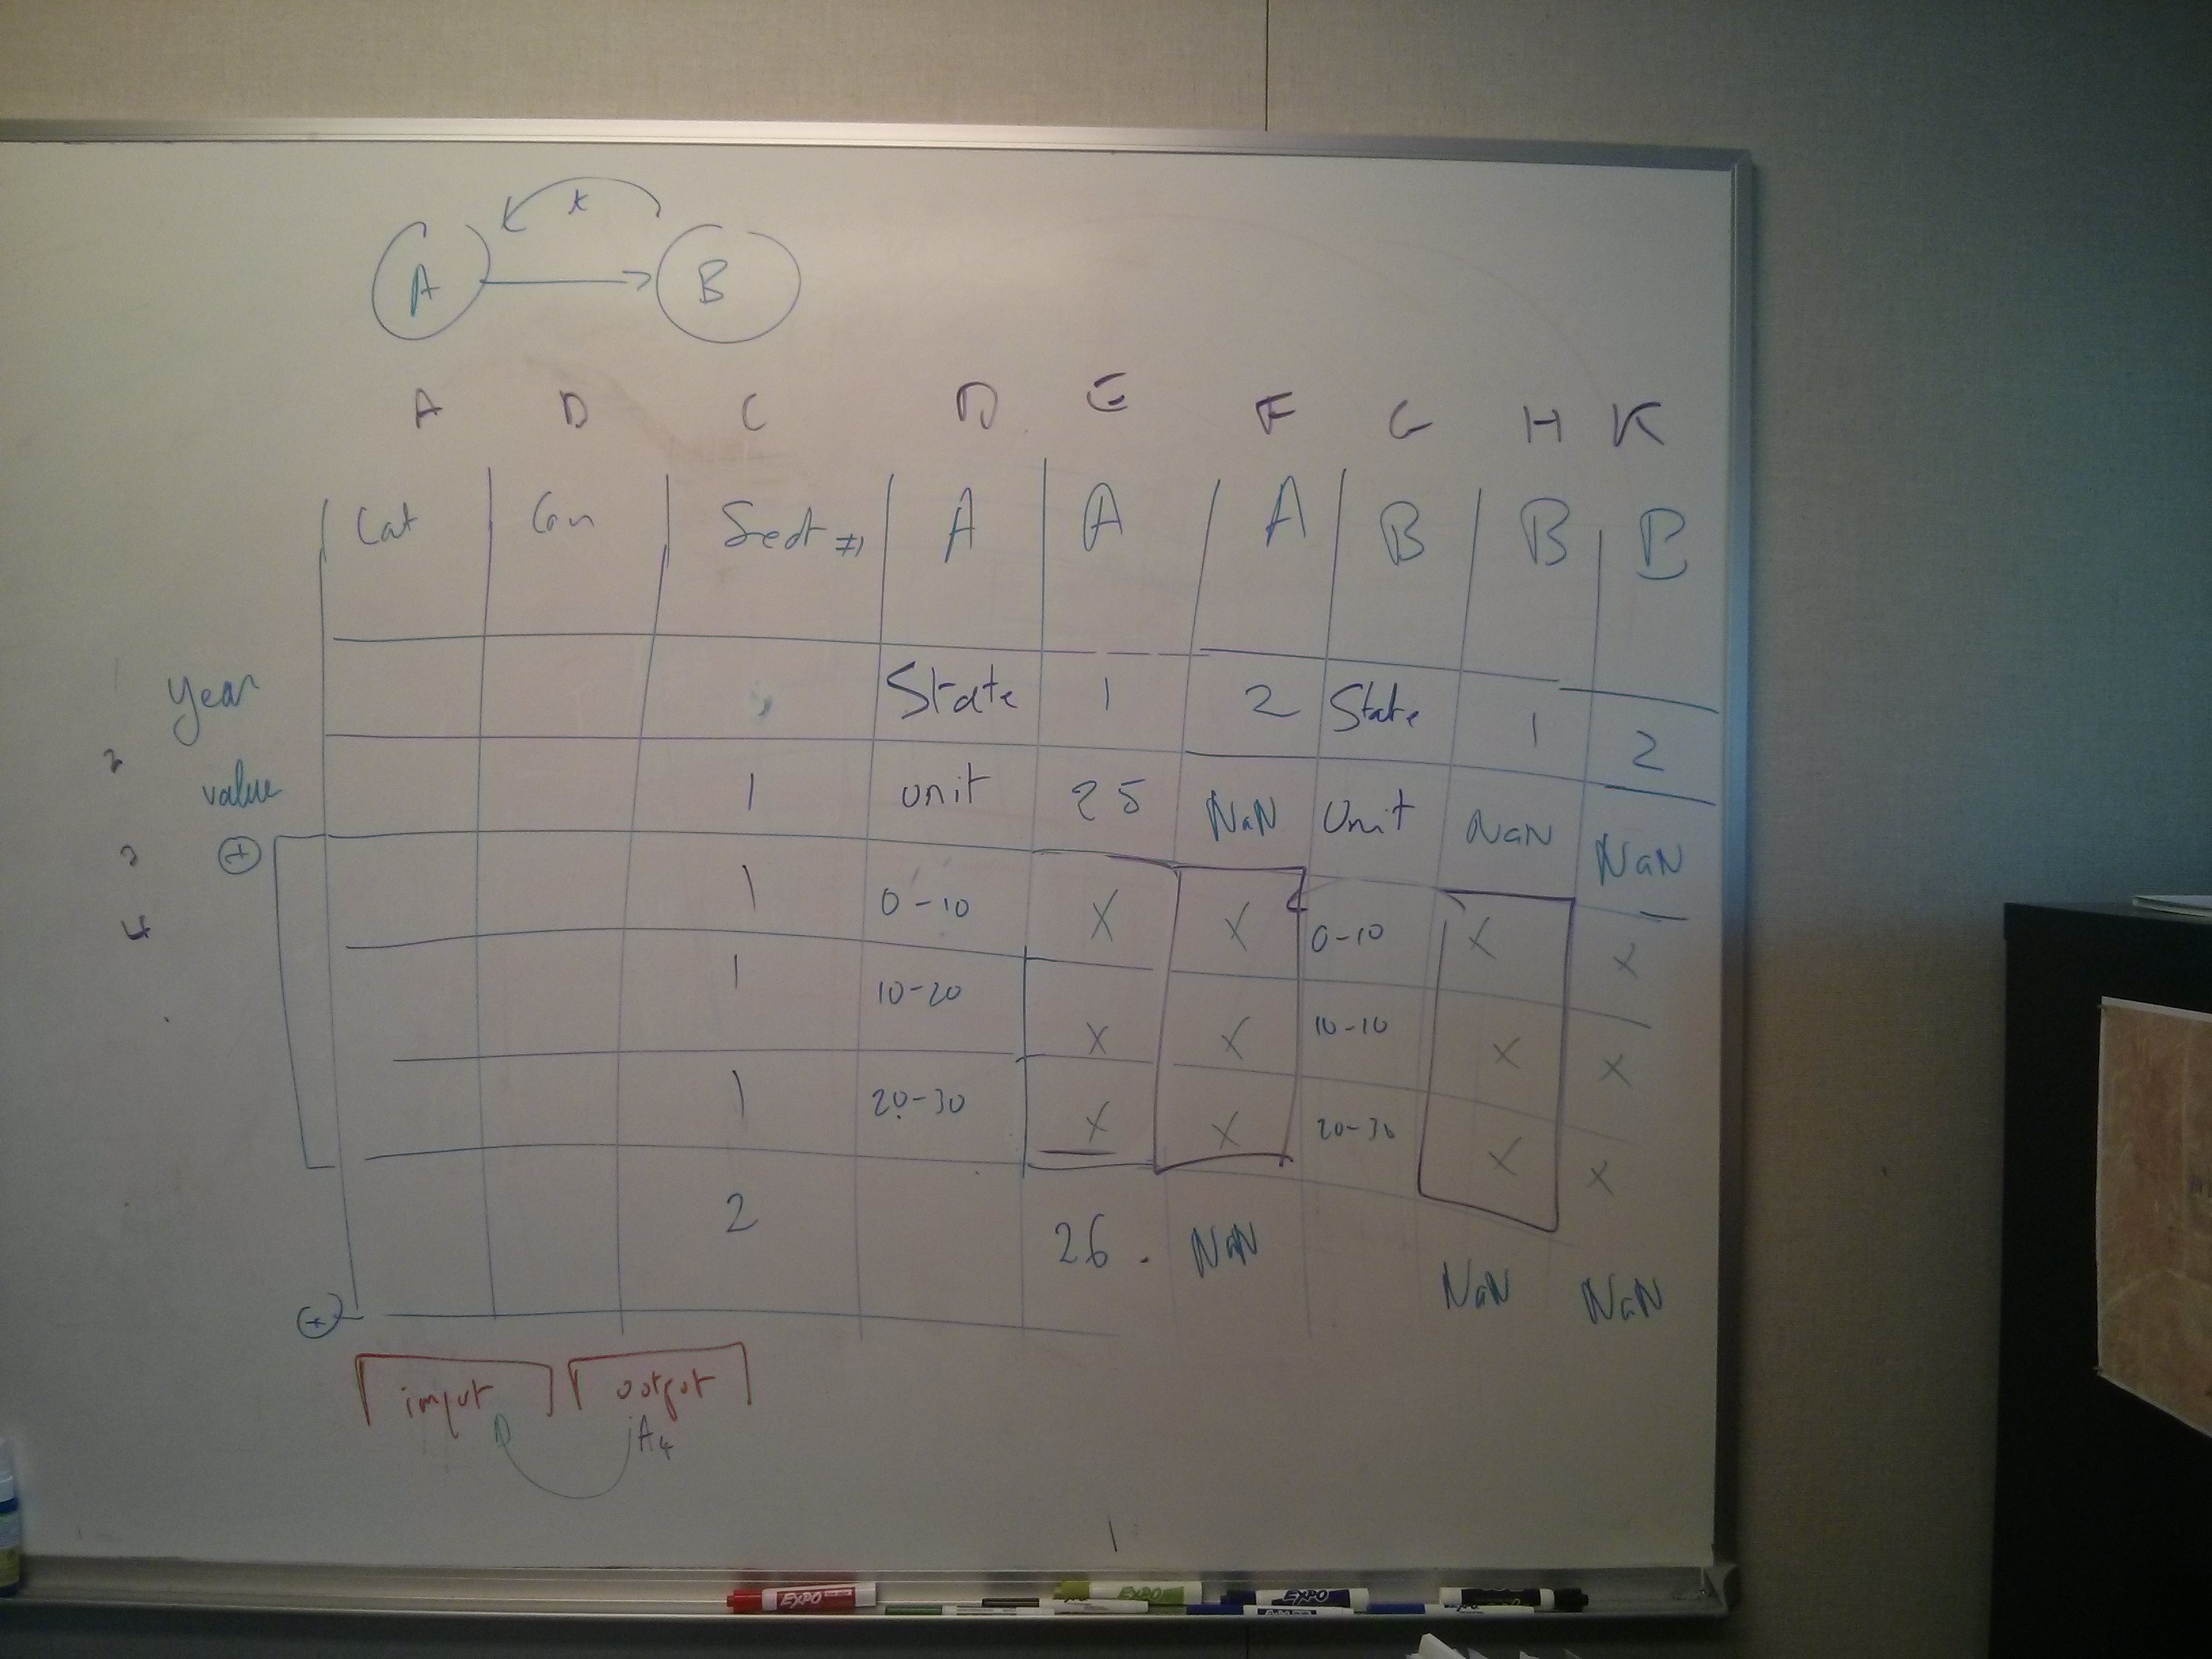 K
A B
A B C D E F G H K
Cat Con Sect #1 A A A B B B
year State 1 2 State 1 2
2
value 1 unit 25 NaN Unit NaN NaN
+ 1 0-10 X X 0-10 X X
4
1 10-20 X X 10-10 X X
1 20-30 X X 20-30 X X
2 26. NaN NaN NaN
+
input output
A4
EXPO EXPO EXPO